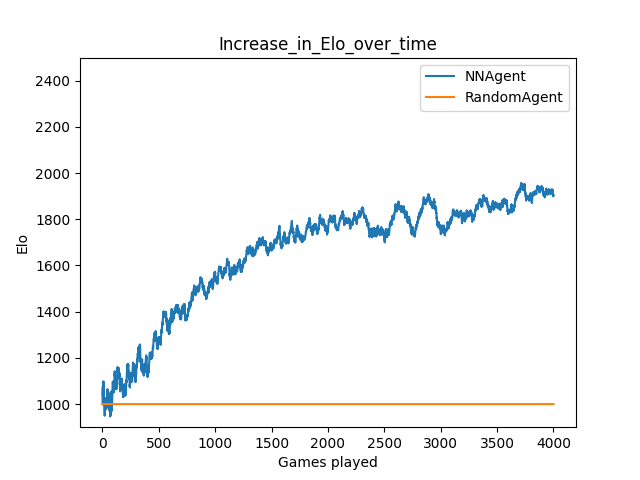 Increase_in_Elo_over_time
NNAgent
RandomAgent
2400
2200
2000
1800
1600
1400
1200
1000
Elo
0 500 1000 1500 2000 2500 3000 3500 4000
Games played